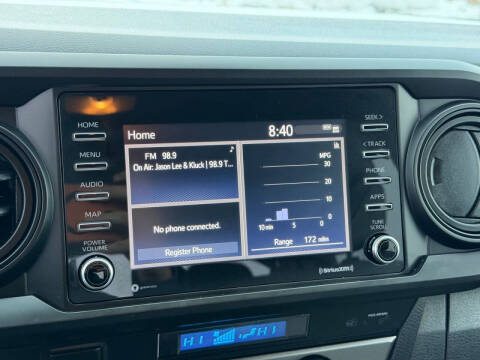 HOME
MENU
AUDIO
MAP
POWER
VOLUME
Home
8:40
FM 98.9
On Air: Jason Lee & Kluck | 98.9 T...
No phone connected.
Register Phone
MPG
30
20
10
0
10 min 5 0
Range 172 miles
SEEK >
< TRACK
PHONE
APPS
TUNE
SCROLL
((SiriusXM))
HI HI